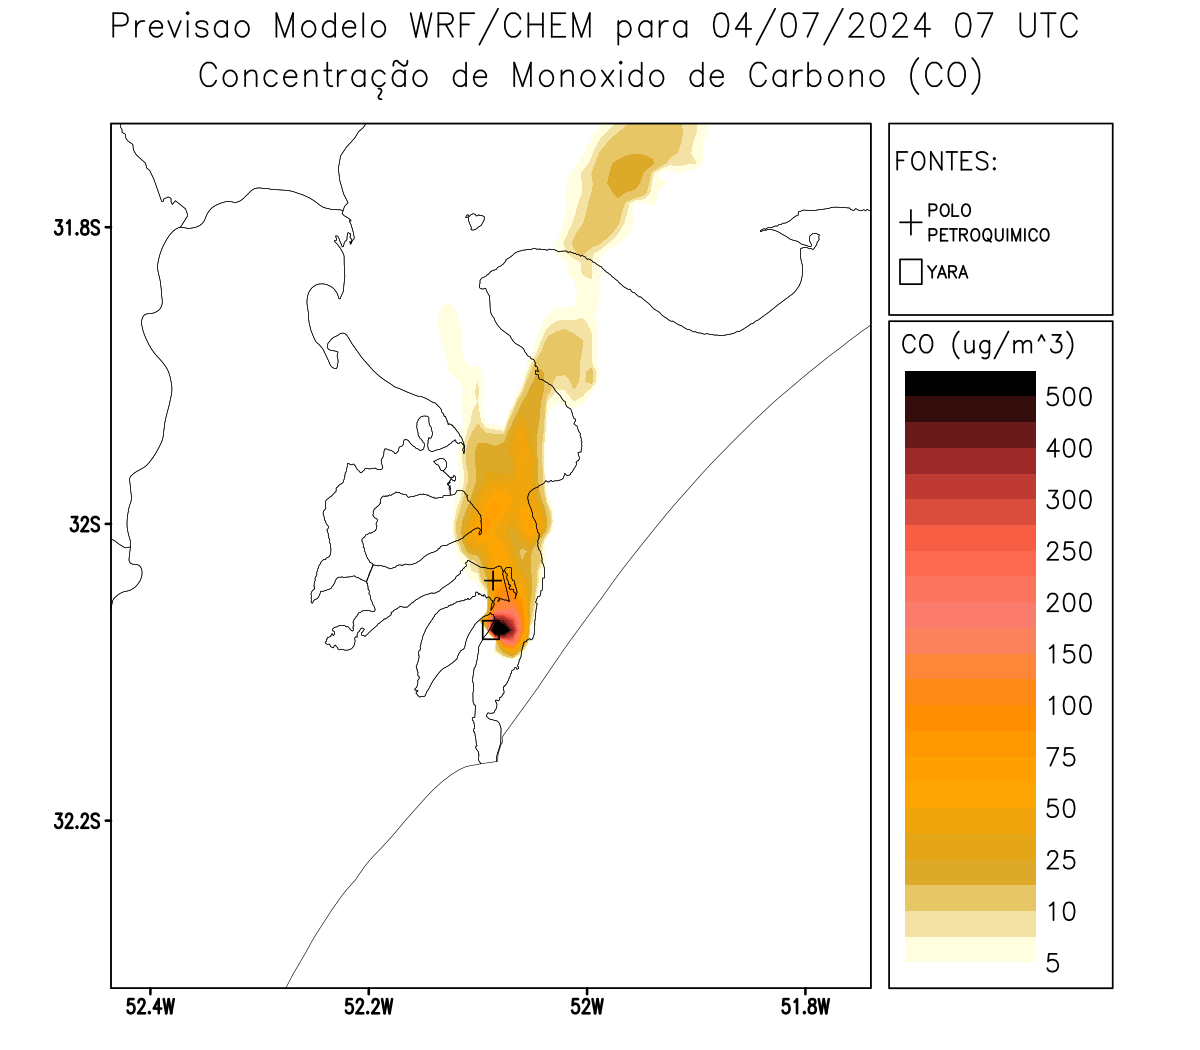 Previsao Modelo WRF/CHEM para 04/07/2024 07 UTC
Concentração de Monoxido de Carbono (CO)
FONTES:
POLO
PETROQUIMICO
YARA
CO (ug/m^3)
500
400
300
250
200
150
100
75
50
25
10
5
31.8S
32S
32.2S
52.4W
52.2W
52W
51.8W